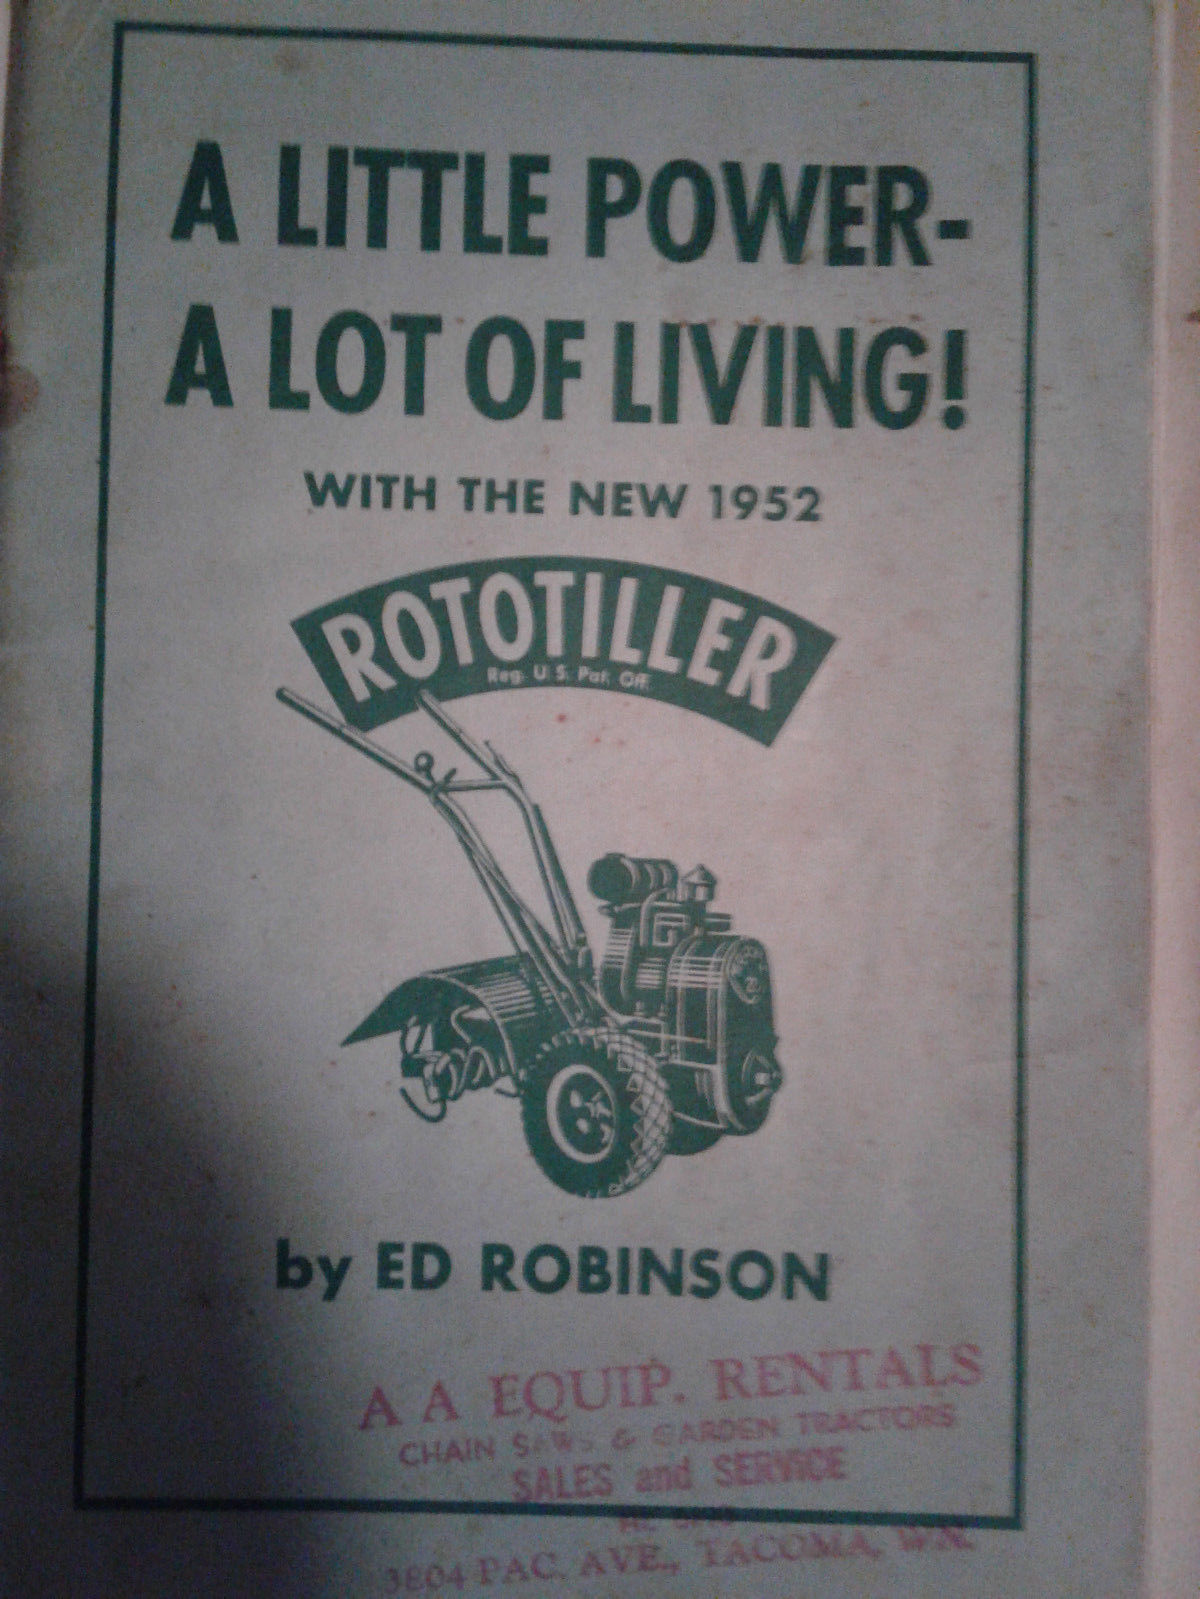 A LITTLE POWER-
A LOT OF LIVING!
WITH THE NEW 1952
ROTOTILLER
Reg. U. S. Pat. Off.
by ED ROBINSON
A A EQUIP. RENTALS
CHAIN SAWS & GARDEN TRACTORS
SALES and SERVICE
3804 PAC. AVE., TACOMA, WN.